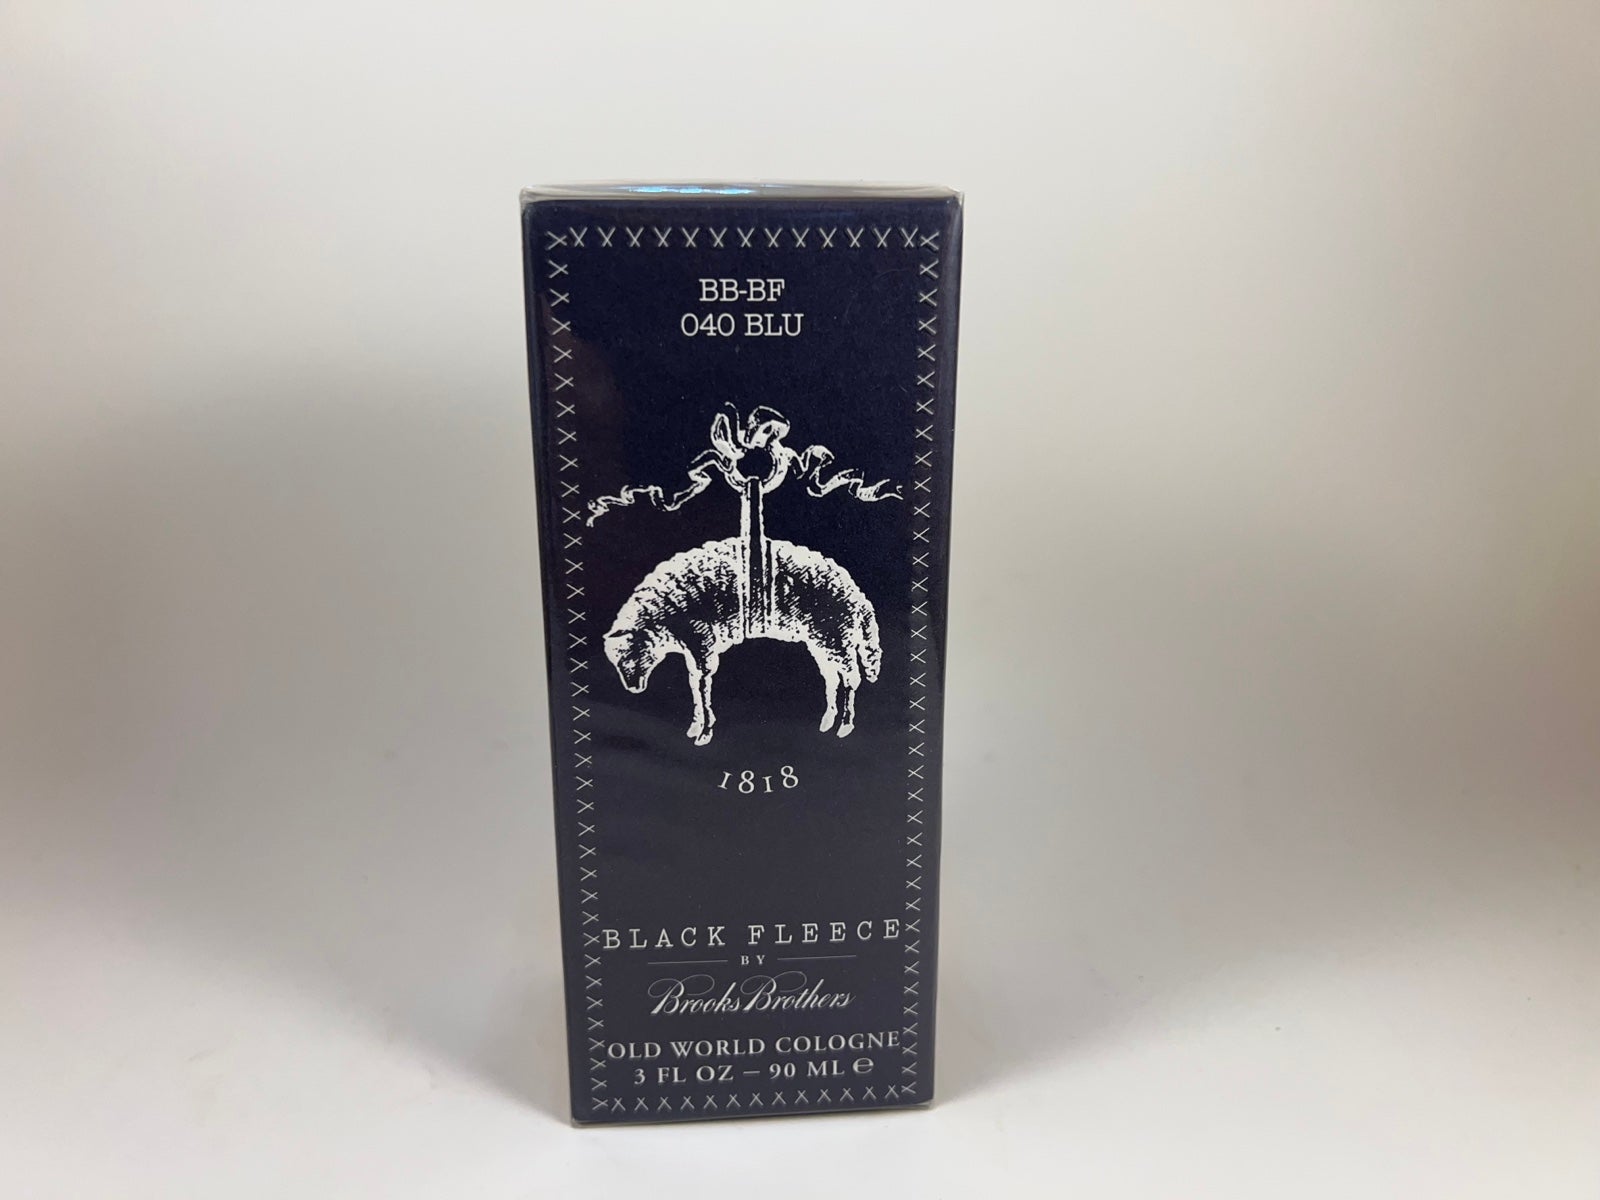 BB-BF
040 BLU
1818
BLACK FLEECE
BY
Brooks Brothers
OLD WORLD COLOGNE
3 FL OZ – 90 ML ℮